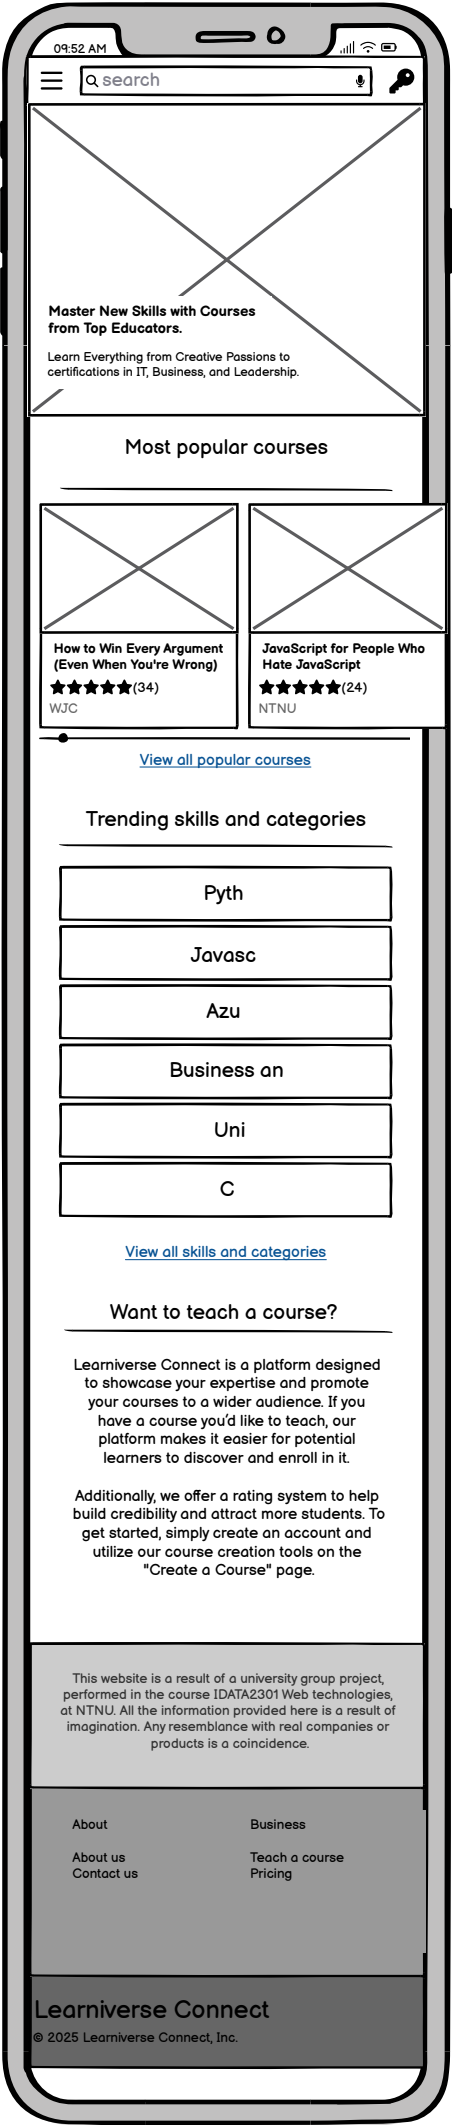 09:52 AM
search
Master New Skills with Courses
from Top Educators.
Learn Everything from Creative Passions to
certifications in IT, Business, and Leadership.
Most popular courses
How to Win Every Argument
(Even When You're Wrong)
(34)
WJC
JavaScript for People Who
Hate JavaScript
(24)
NTNU
View all popular courses
Trending skills and categories
Pyth
Javasc
Azu
Business an
Uni
C
View all skills and categories
Want to teach a course?
Learniverse Connect is a platform designed
to showcase your expertise and promote
your courses to a wider audience. If you
have a course you'd like to teach, our
platform makes it easier for potential
learners to discover and enroll in it.
Additionally, we offer a rating system to help
build credibility and attract more students. To
get started, simply create an account and
utilize our course creation tools on the
"Create a Course" page.
This website is a result of a university group project,
performed in the course IDATA2301 Web technologies,
at NTNU. All the information provided here is a result of
imagination. Any resemblance with real companies or
products is a coincidence.
About
About us
Contact us
Business
Teach a course
Pricing
Learniverse Connect
© 2025 Learniverse Connect, Inc.